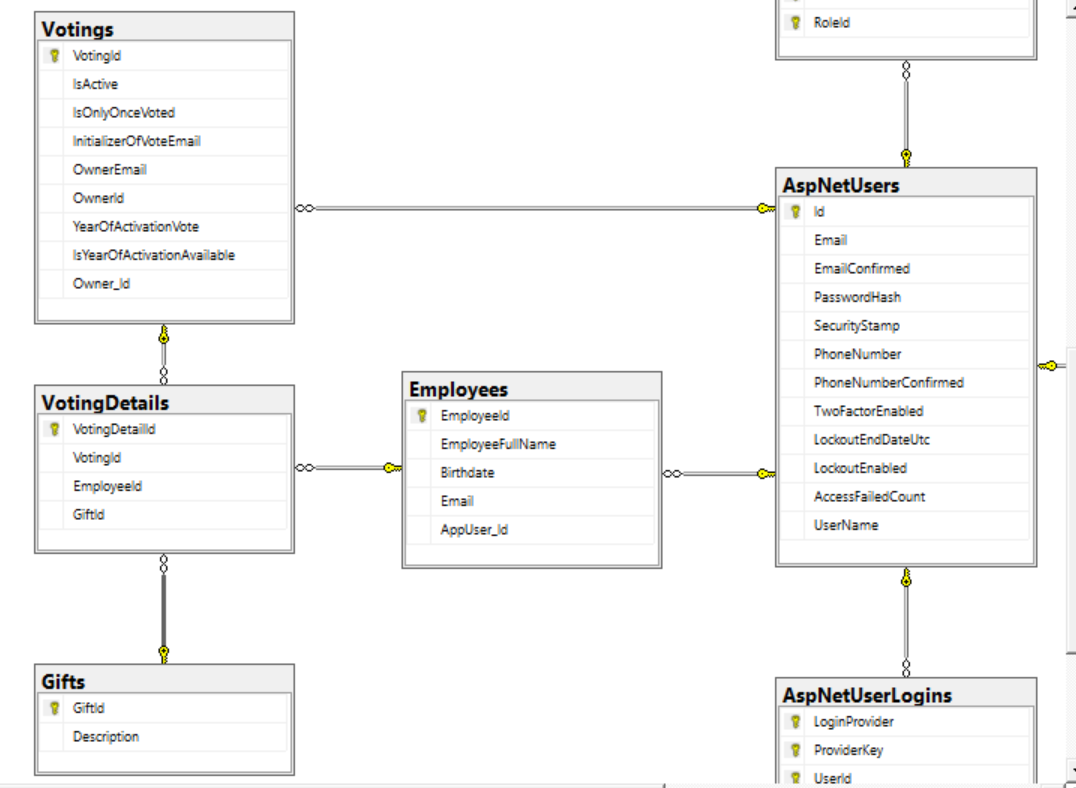 Votings
VotingId
IsActive
IsOnlyOnceVoted
InitializerOfVoteEmail
OwnerEmail
OwnerId
YearOfActivationVote
IsYearOfActivationAvailable
Owner_Id
RoleId
AspNetUsers
Id
Email
EmailConfirmed
PasswordHash
SecurityStamp
PhoneNumber
PhoneNumberConfirmed
TwoFactorEnabled
LockoutEndDateUtc
LockoutEnabled
AccessFailedCount
UserName
VotingDetails
VotingDetailId
VotingId
EmployeeId
GiftId
Employees
EmployeeId
EmployeeFullName
Birthdate
Email
AppUser_Id
Gifts
GiftId
Description
AspNetUserLogins
LoginProvider
ProviderKey
UserId